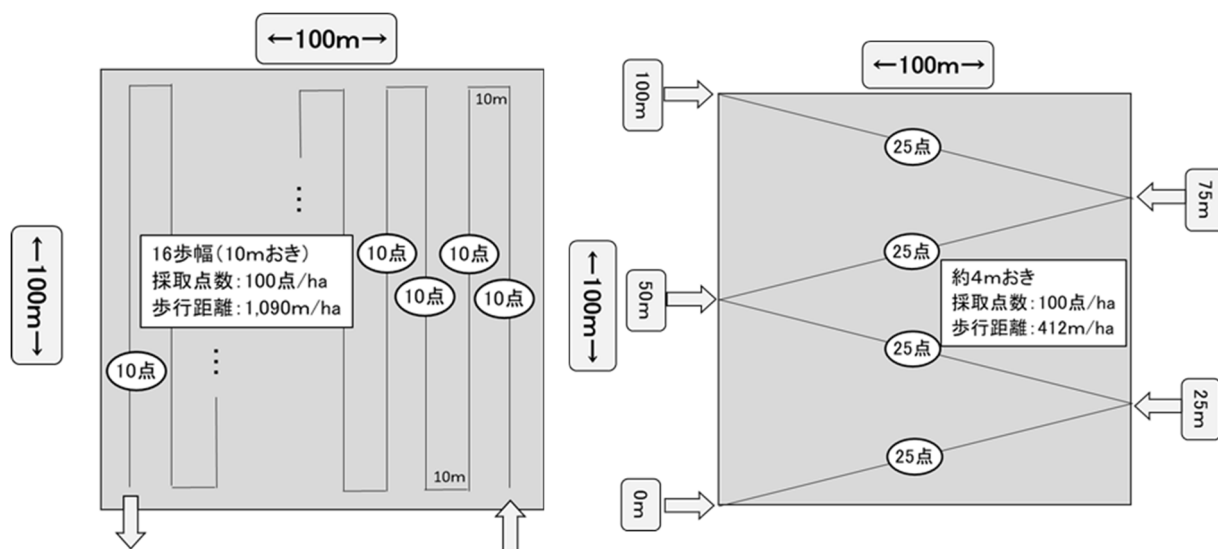 ←100m→
←100m→
10m
⋮
16歩幅(10mおき)
採取点数:100点/ha
歩行距離:1,090m/ha
10点
10点
10点
10点
⋮
10点
10m
←100m→
100m
25点
75m
25点
約4mおき
採取点数:100点/ha
歩行距離:412m/ha
←100m→
50m
25点
25m
25点
0m